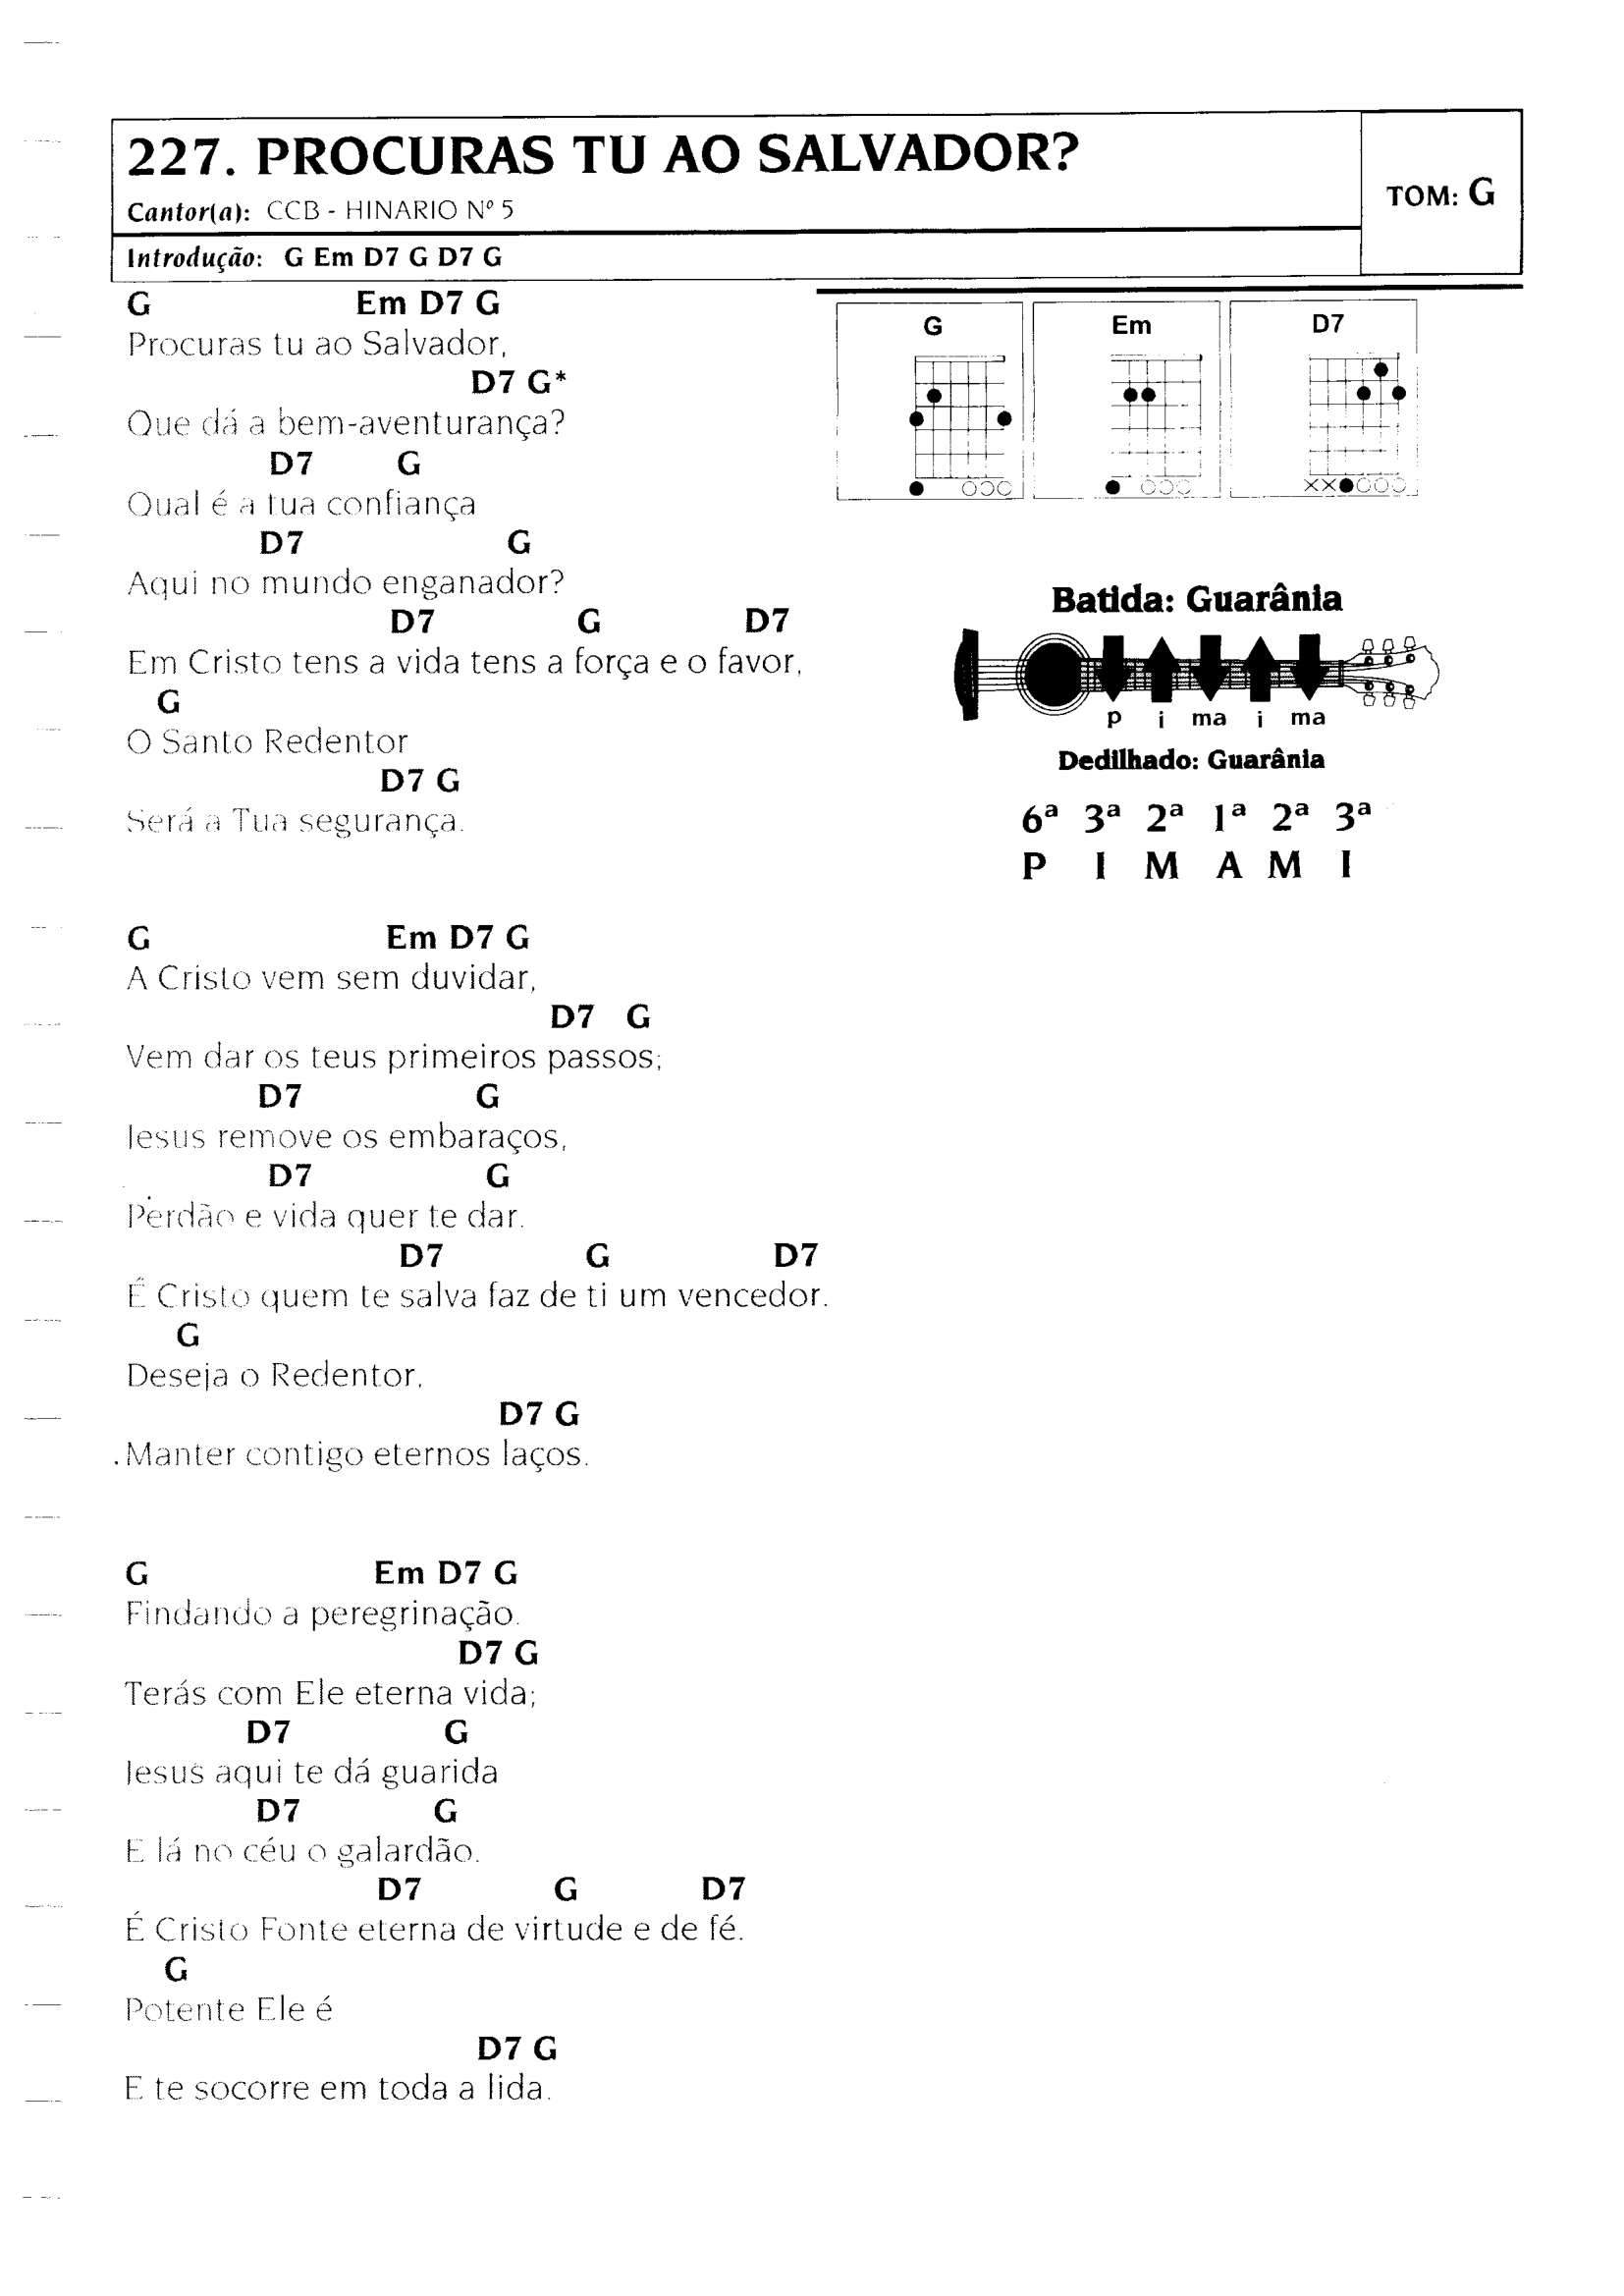 227. PROCURAS TU AO SALVADOR?
Cantor(a): CCB - HINARIO Nº 5
TOM: G
Introdução: G Em D7 G D7 G
G Em D7 G
Procuras tu ao Salvador,
D7 G*
Que dá a bem-aventurança?
D7 G
Qual é a tua confiança
D7 G
Aqui no mundo enganador?
D7 G D7
Em Cristo tens a vida tens a força e o favor,
G
O Santo Redentor
D7 G
Será a Tua segurança.
G Em D7 G
A Cristo vem sem duvidar,
D7 G
Vem dar os teus primeiros passos;
D7 G
Jesus remove os embaraços,
D7 G
Perdão e vida quer te dar.
D7 G D7
É Cristo quem te salva faz de ti um vencedor.
G
Deseja o Redentor,
D7 G
Manter contigo eternos laços.
G Em D7 G
Findando a peregrinação.
D7 G
Terás com Ele eterna vida;
D7 G
Jesus aqui te dá guarida
D7 G
E lá no céu o galardão.
D7 G D7
É Cristo Fonte eterna de virtude e de fé.
G
Potente Ele é
D7 G
E te socorre em toda a lida.
G Em D7
XX
Batida: Guarânia
p i ma i ma
Dedilhado: Guarânia
6ª 3ª 2ª 1ª 2ª 3ª
P I M A M I